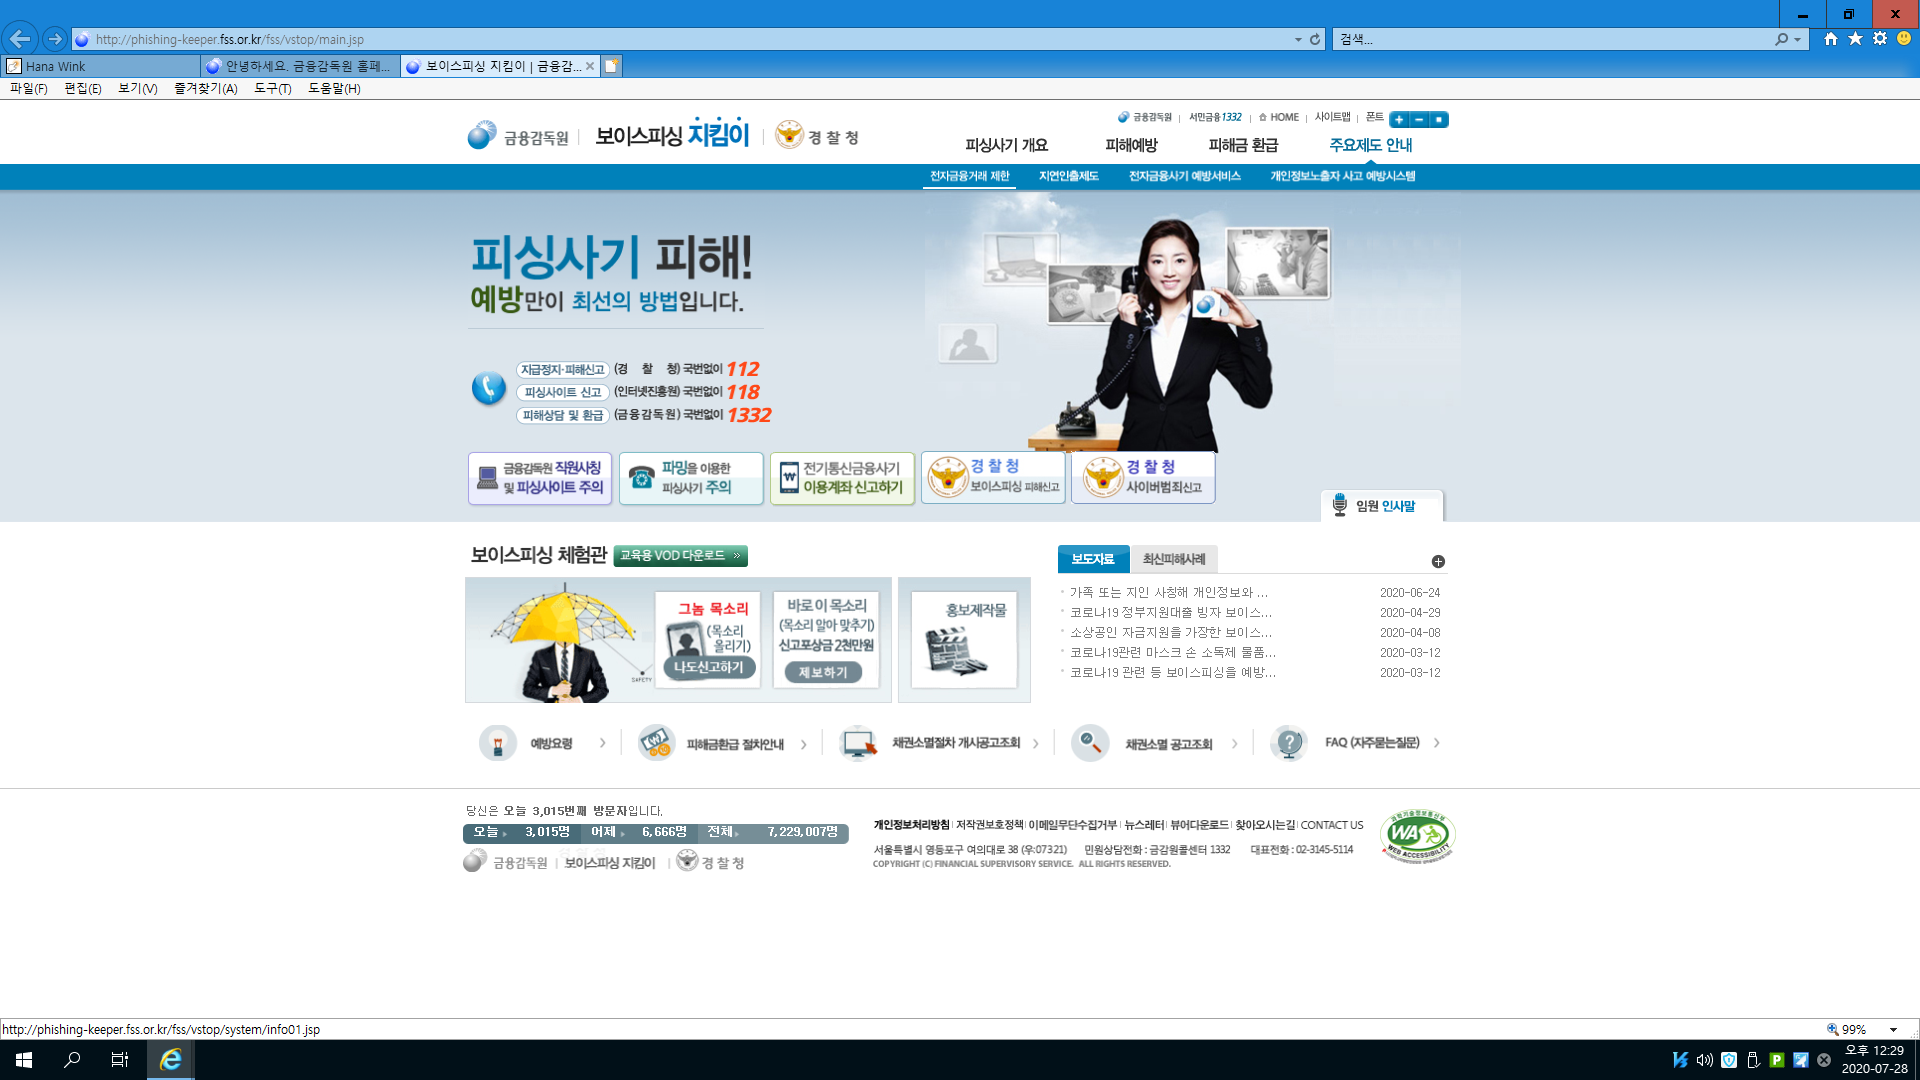 http://phishing-keeper.fss.or.kr/fss/vstop/main.jsp
검색...
Hana Wink
안녕하세요. 금융감독원 홈페...
보이스피싱 지킴이 | 금융감...
파일(F) 편집(E) 보기(V) 즐겨찾기(A) 도구(T) 도움말(H)
금융감독원 서민금융1332 HOME 사이트맵 폰트
금융감독원 보이스피싱 지킴이 경찰청
피싱사기 개요 피해예방 피해금 환급 주요제도 안내
전자금융거래 제한 지연인출제도 전자금융사기 예방서비스 개인정보노출자 사고 예방시스템
피싱사기 피해!
예방만이 최선의 방법입니다.
지급정지·피해신고 (경 찰 청) 국번없이 112
피싱사이트 신고 (인터넷진흥원) 국번없이 118
피해상담 및 환급 (금융감독원) 국번없이 1332
금융감독원 직원사칭
및 피싱사이트 주의
파밍을 이용한
피싱사기 주의
전기통신금융사기
이용계좌 신고하기
경찰청
보이스피싱 피해신고
경찰청
사이버범죄신고
임원 인사말
보이스피싱 체험관 교육용 VOD 다운로드 »
그놈 목소리
(목소리
올리기)
나도신고하기
바로 이 목소리
(목소리 알아 맞추기)
신고포상금 2천만원
제보하기
홍보제작물
SAFETY
보도자료 최신피해사례
가족 또는 지인 사칭해 개인정보와 ... 2020-06-24
코로나19 정부지원대출 빙자 보이스... 2020-04-29
소상공인 자금지원을 가장한 보이스... 2020-04-08
코로나19관련 마스크 손 소독제 물품... 2020-03-12
코로나19 관련 등 보이스피싱을 예방... 2020-03-12
예방요령 피해금환급 절차안내 채권소멸절차 개시공고조회 채권소멸 공고조회 FAQ (자주묻는질문)
당신은 오늘 3,015번째 방문자입니다.
오늘 3,015명 어제 6,666명 전체 7,229,007명
금융감독원 보이스피싱 지킴이 경찰청
개인정보처리방침 저작권보호정책 이메일무단수집거부 뉴스레터 뷰어다운로드 찾아오시는길 CONTACT US
서울특별시 영등포구 여의대로 38 (우:07321) 민원상담전화 : 금감원콜센터 1332 대표전화 : 02-3145-5114
COPYRIGHT (C) FINANCIAL SUPERVISORY SERVICE. ALL RIGHTS RESERVED.
WA
WEB ACCESSIBILITY
http://phishing-keeper.fss.or.kr/fss/vstop/system/info01.jsp
99%
오후 12:29
2020-07-28